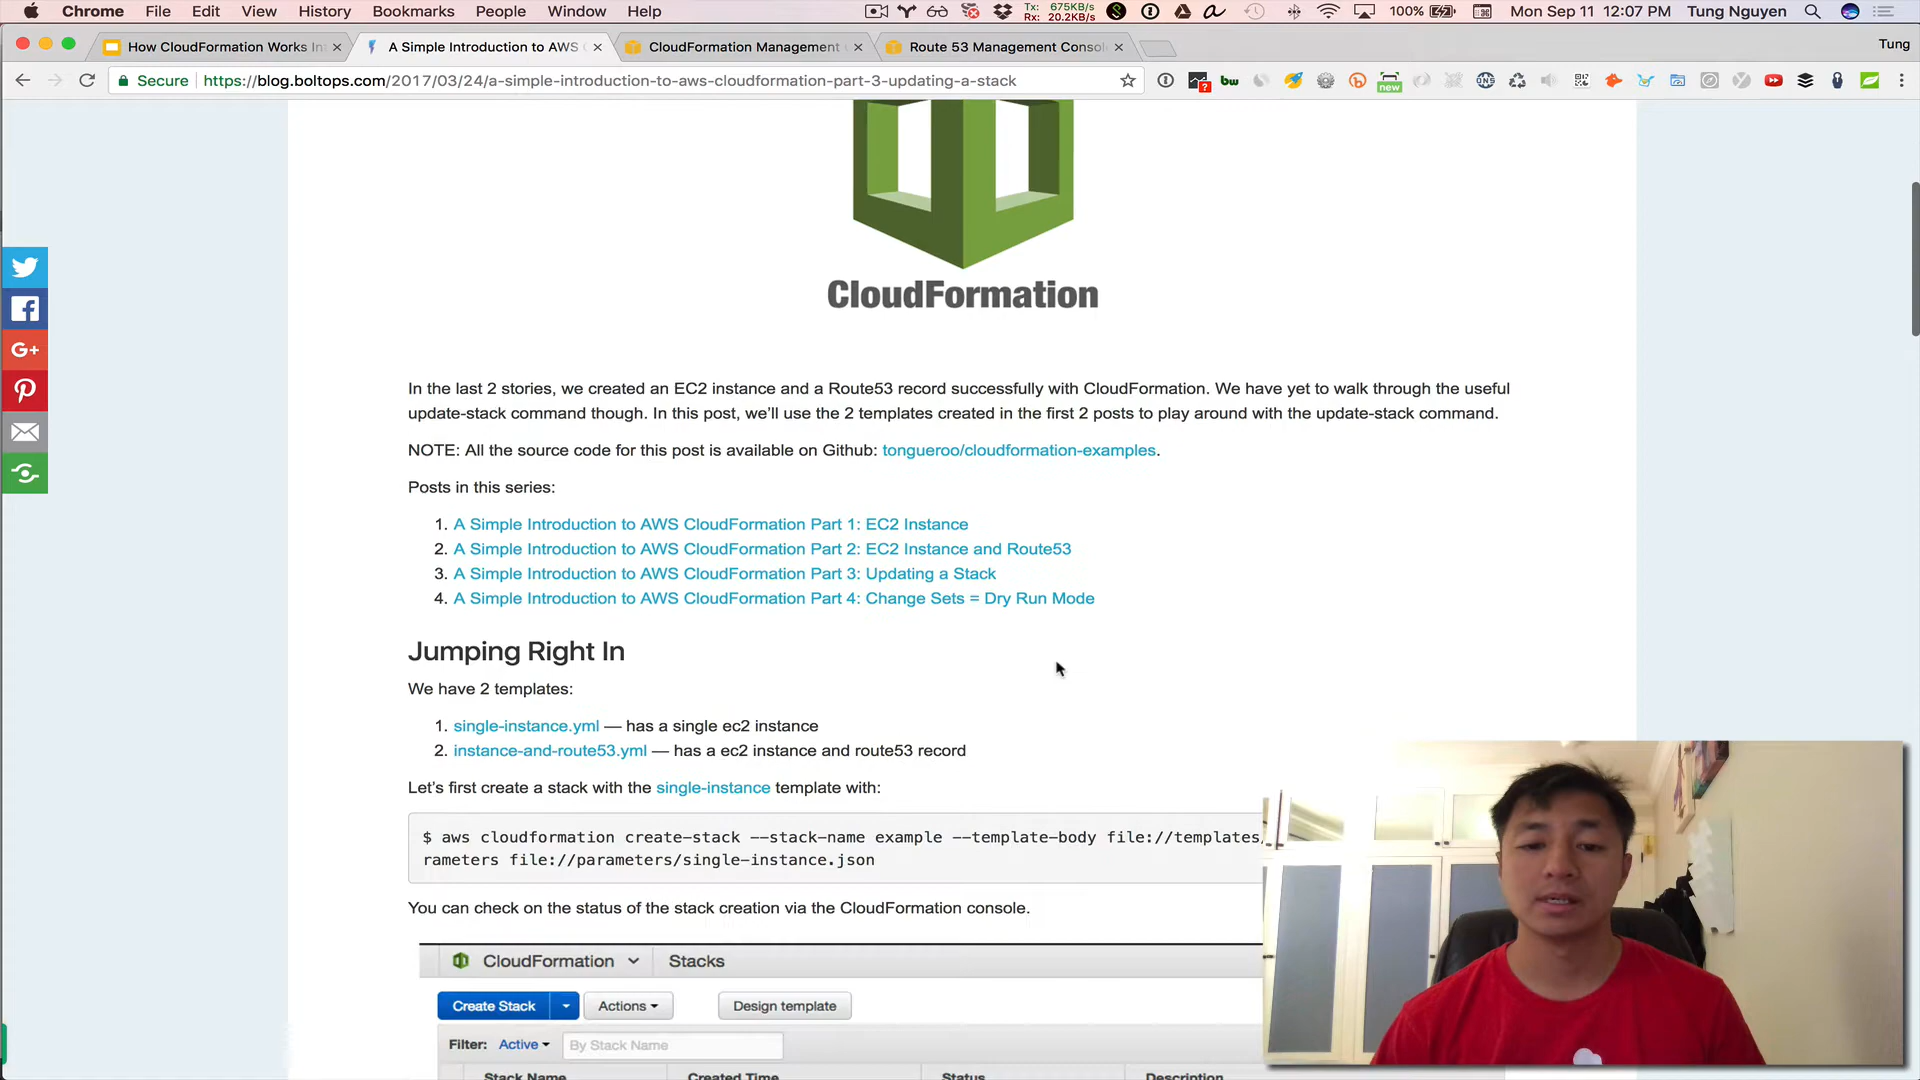 Chrome File Edit View History Bookmarks People Window Help Tx: 675KB/s Rx: 20.2KB/s 100% Mon Sep 11 12:07 PM Tung Nguyen
How CloudFormation Works In A Simple Introduction to AWS C CloudFormation Management C Route 53 Management Console Tung
Secure https://blog.boltops.com/2017/03/24/a-simple-introduction-to-aws-cloudformation-part-3-updating-a-stack
CloudFormation
In the last 2 stories, we created an EC2 instance and a Route53 record successfully with CloudFormation. We have yet to walk through the useful
update-stack command though. In this post, we'll use the 2 templates created in the first 2 posts to play around with the update-stack command.
NOTE: All the source code for this post is available on Github: tongueroo/cloudformation-examples.
Posts in this series:
1. A Simple Introduction to AWS CloudFormation Part 1: EC2 Instance
2. A Simple Introduction to AWS CloudFormation Part 2: EC2 Instance and Route53
3. A Simple Introduction to AWS CloudFormation Part 3: Updating a Stack
4. A Simple Introduction to AWS CloudFormation Part 4: Change Sets = Dry Run Mode
Jumping Right In
We have 2 templates:
1. single-instance.yml — has a single ec2 instance
2. instance-and-route53.yml — has a ec2 instance and route53 record
Let's first create a stack with the single-instance template with:
$ aws cloudformation create-stack --stack-name example --template-body file://templates/
rameters file://parameters/single-instance.json
You can check on the status of the stack creation via the CloudFormation console.
CloudFormation Stacks
Create Stack Actions Design template
Filter: Active By Stack Name
Stack Name Created Time Status Description